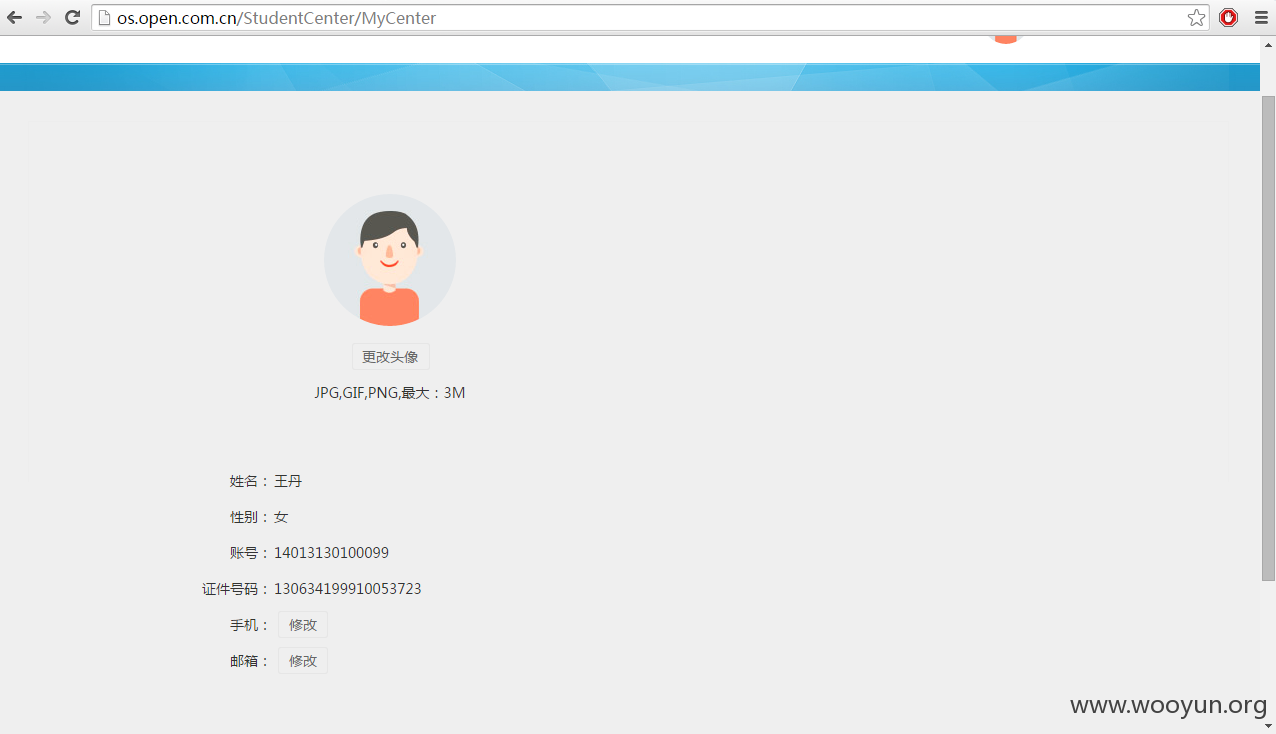 os.open.com.cn/StudentCenter/MyCenter
更改头像
JPG,GIF,PNG,最大：3M
姓名： 王丹
性别： 女
账号： 14013130100099
证件号码： 130634199910053723
手机： 修改
邮箱： 修改
www.wooyun.org